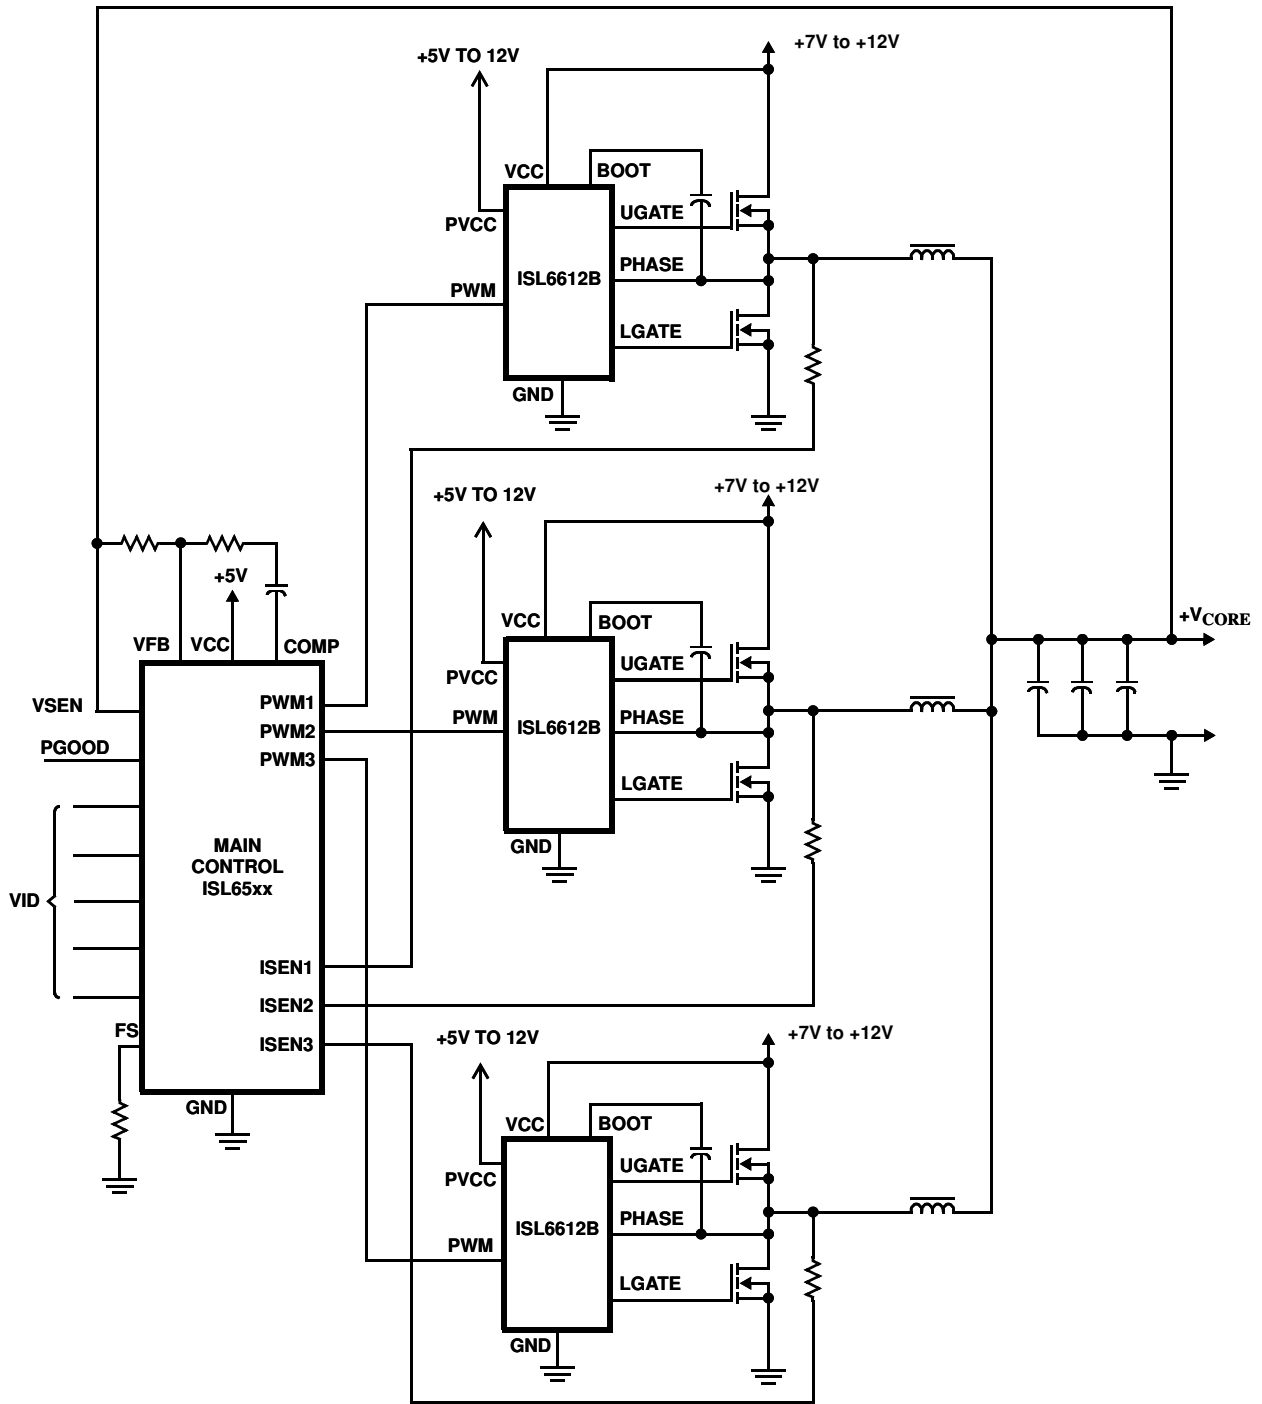 +7V to +12V
+5V TO 12V
VCC
BOOT
PVCC
UGATE
PHASE
ISL6612B
PWM
LGATE
GND
+7V to +12V
+5V TO 12V
VCC
BOOT
PVCC
UGATE
PWM
PHASE
ISL6612B
LGATE
GND
+5V
VFB
VCC
COMP
VSEN
PWM1
PWM2
PGOOD
PWM3
MAIN
CONTROL
ISL65xx
VID
ISEN1
ISEN2
FS
ISEN3
GND
+VCORE
+7V to +12V
+5V TO 12V
VCC
BOOT
UGATE
PVCC
PHASE
ISL6612B
PWM
LGATE
GND